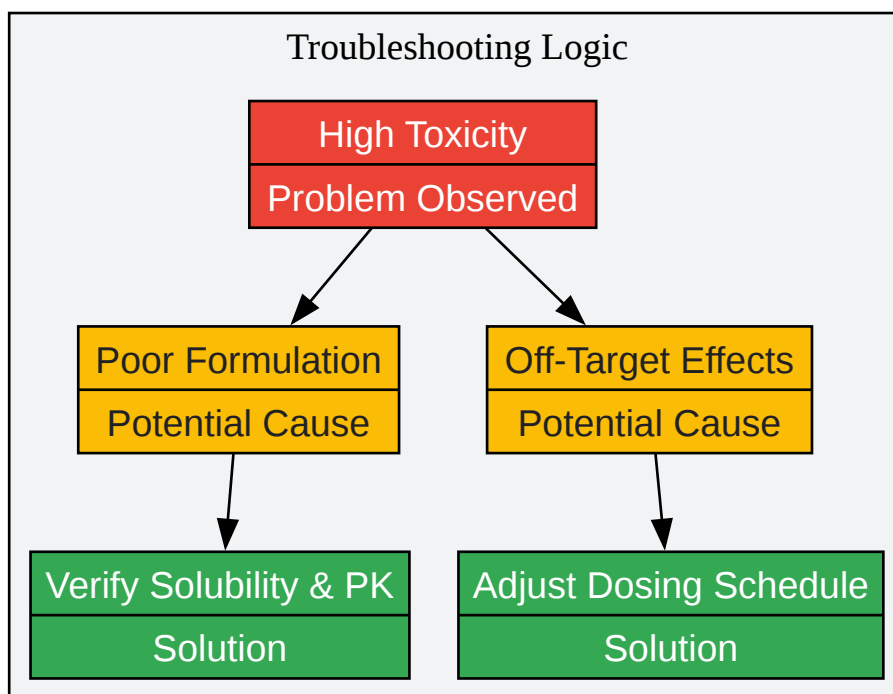 Troubleshooting Logic
High Toxicity
Problem Observed
Poor Formulation
Potential Cause
Off-Target Effects
Potential Cause
Verify Solubility & PK
Solution
Adjust Dosing Schedule
Solution